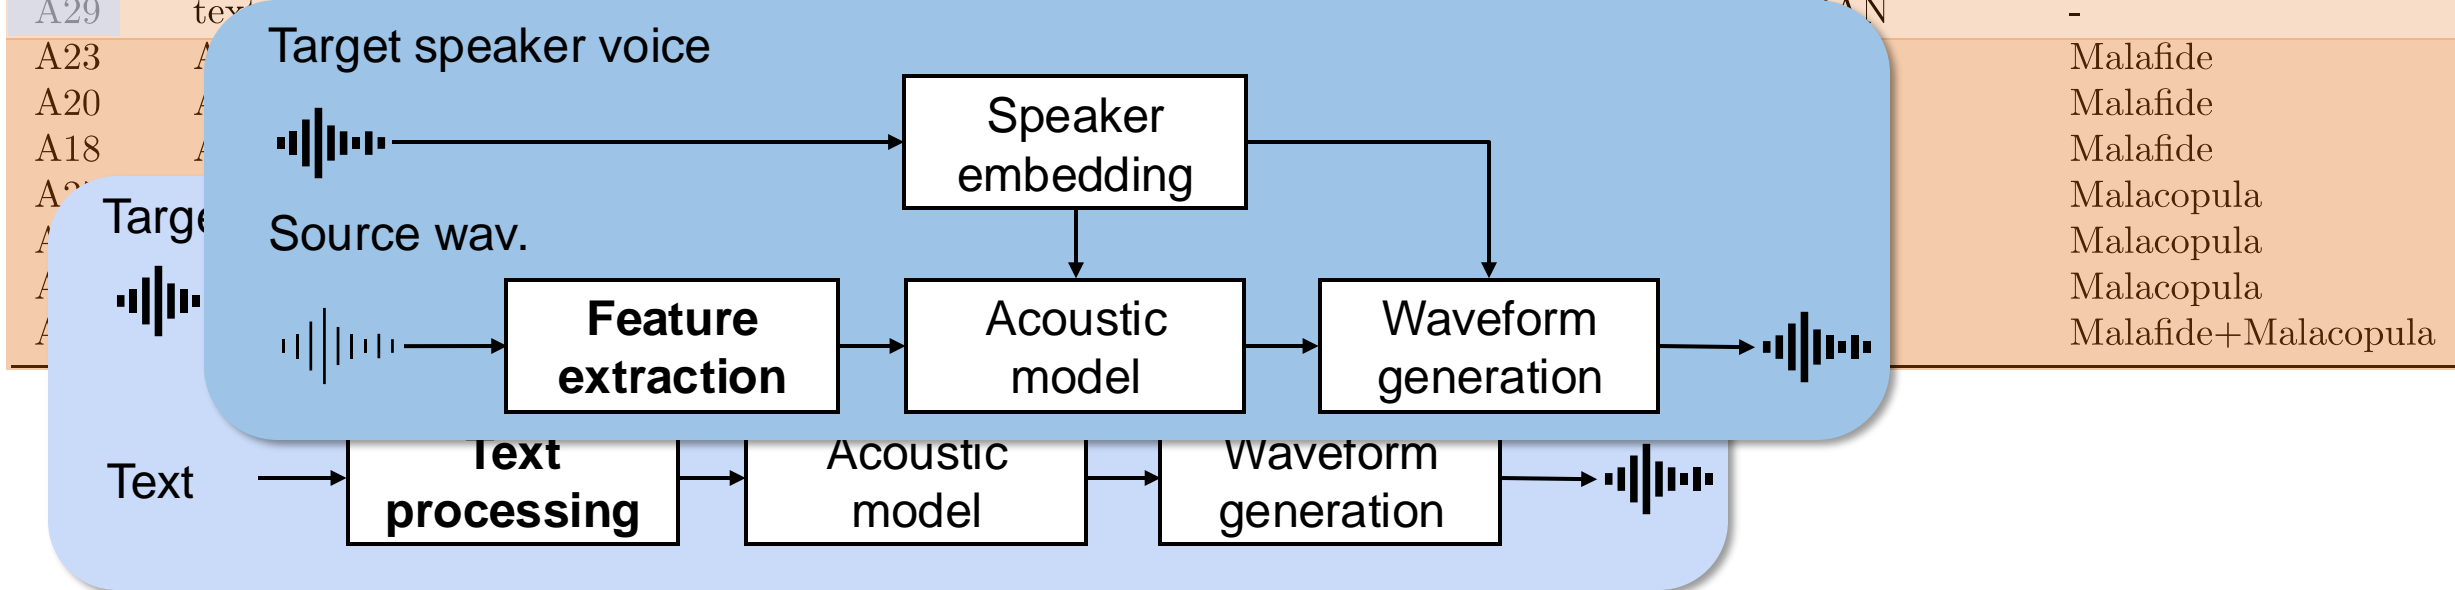 A29
-
A23 Malafide
A20 Malafide
A18 Malafide
Malacopula
Malacopula
Malacopula
Malafide+Malacopula
Target speaker voice
Speaker
embedding
Source wav.
Feature
extraction
Acoustic
model
Waveform
generation
Text
Text
processing
Acoustic
model
Waveform
generation